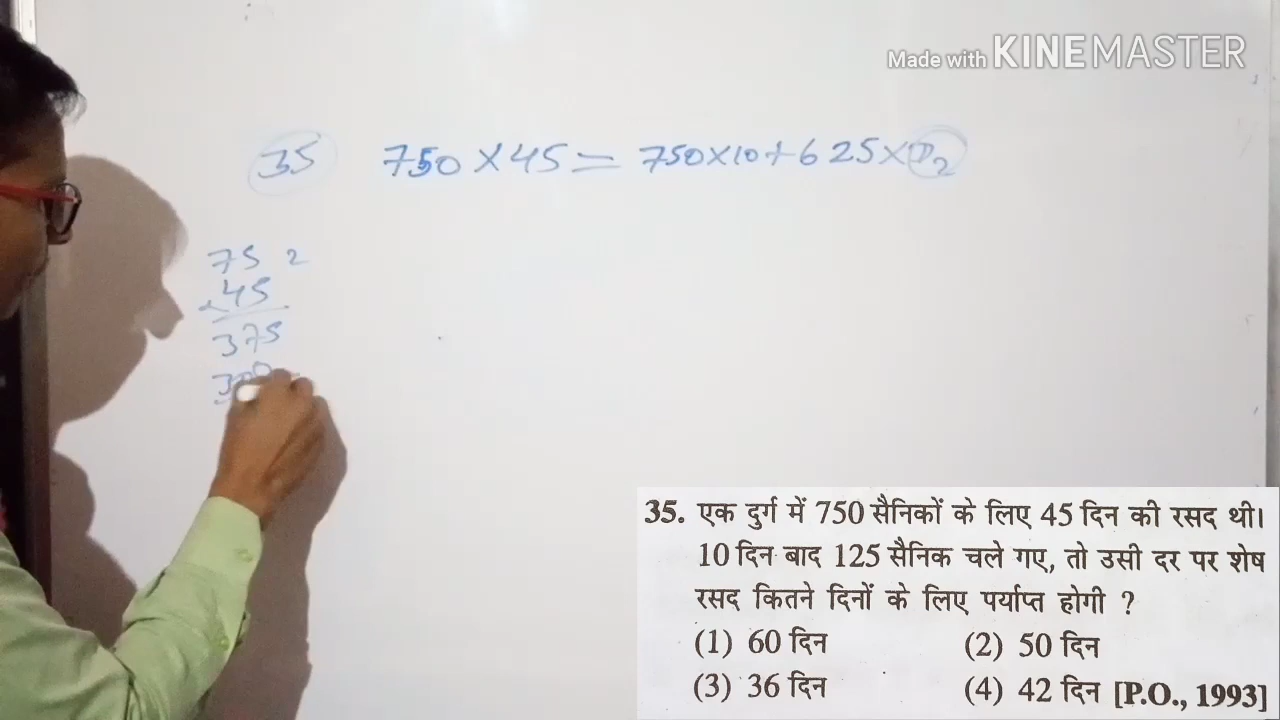 Made with KINEMASTER
35 750 × 45 = 750×10+625×D2
75 2
× 45
375
35. एक दुर्ग में 750 सैनिकों के लिए 45 दिन की रसद थी।
10 दिन बाद 125 सैनिक चले गए, तो उसी दर पर शेष
रसद कितने दिनों के लिए पर्याप्त होगी ?
(1) 60 दिन (2) 50 दिन
(3) 36 दिन (4) 42 दिन [P.O., 1993]